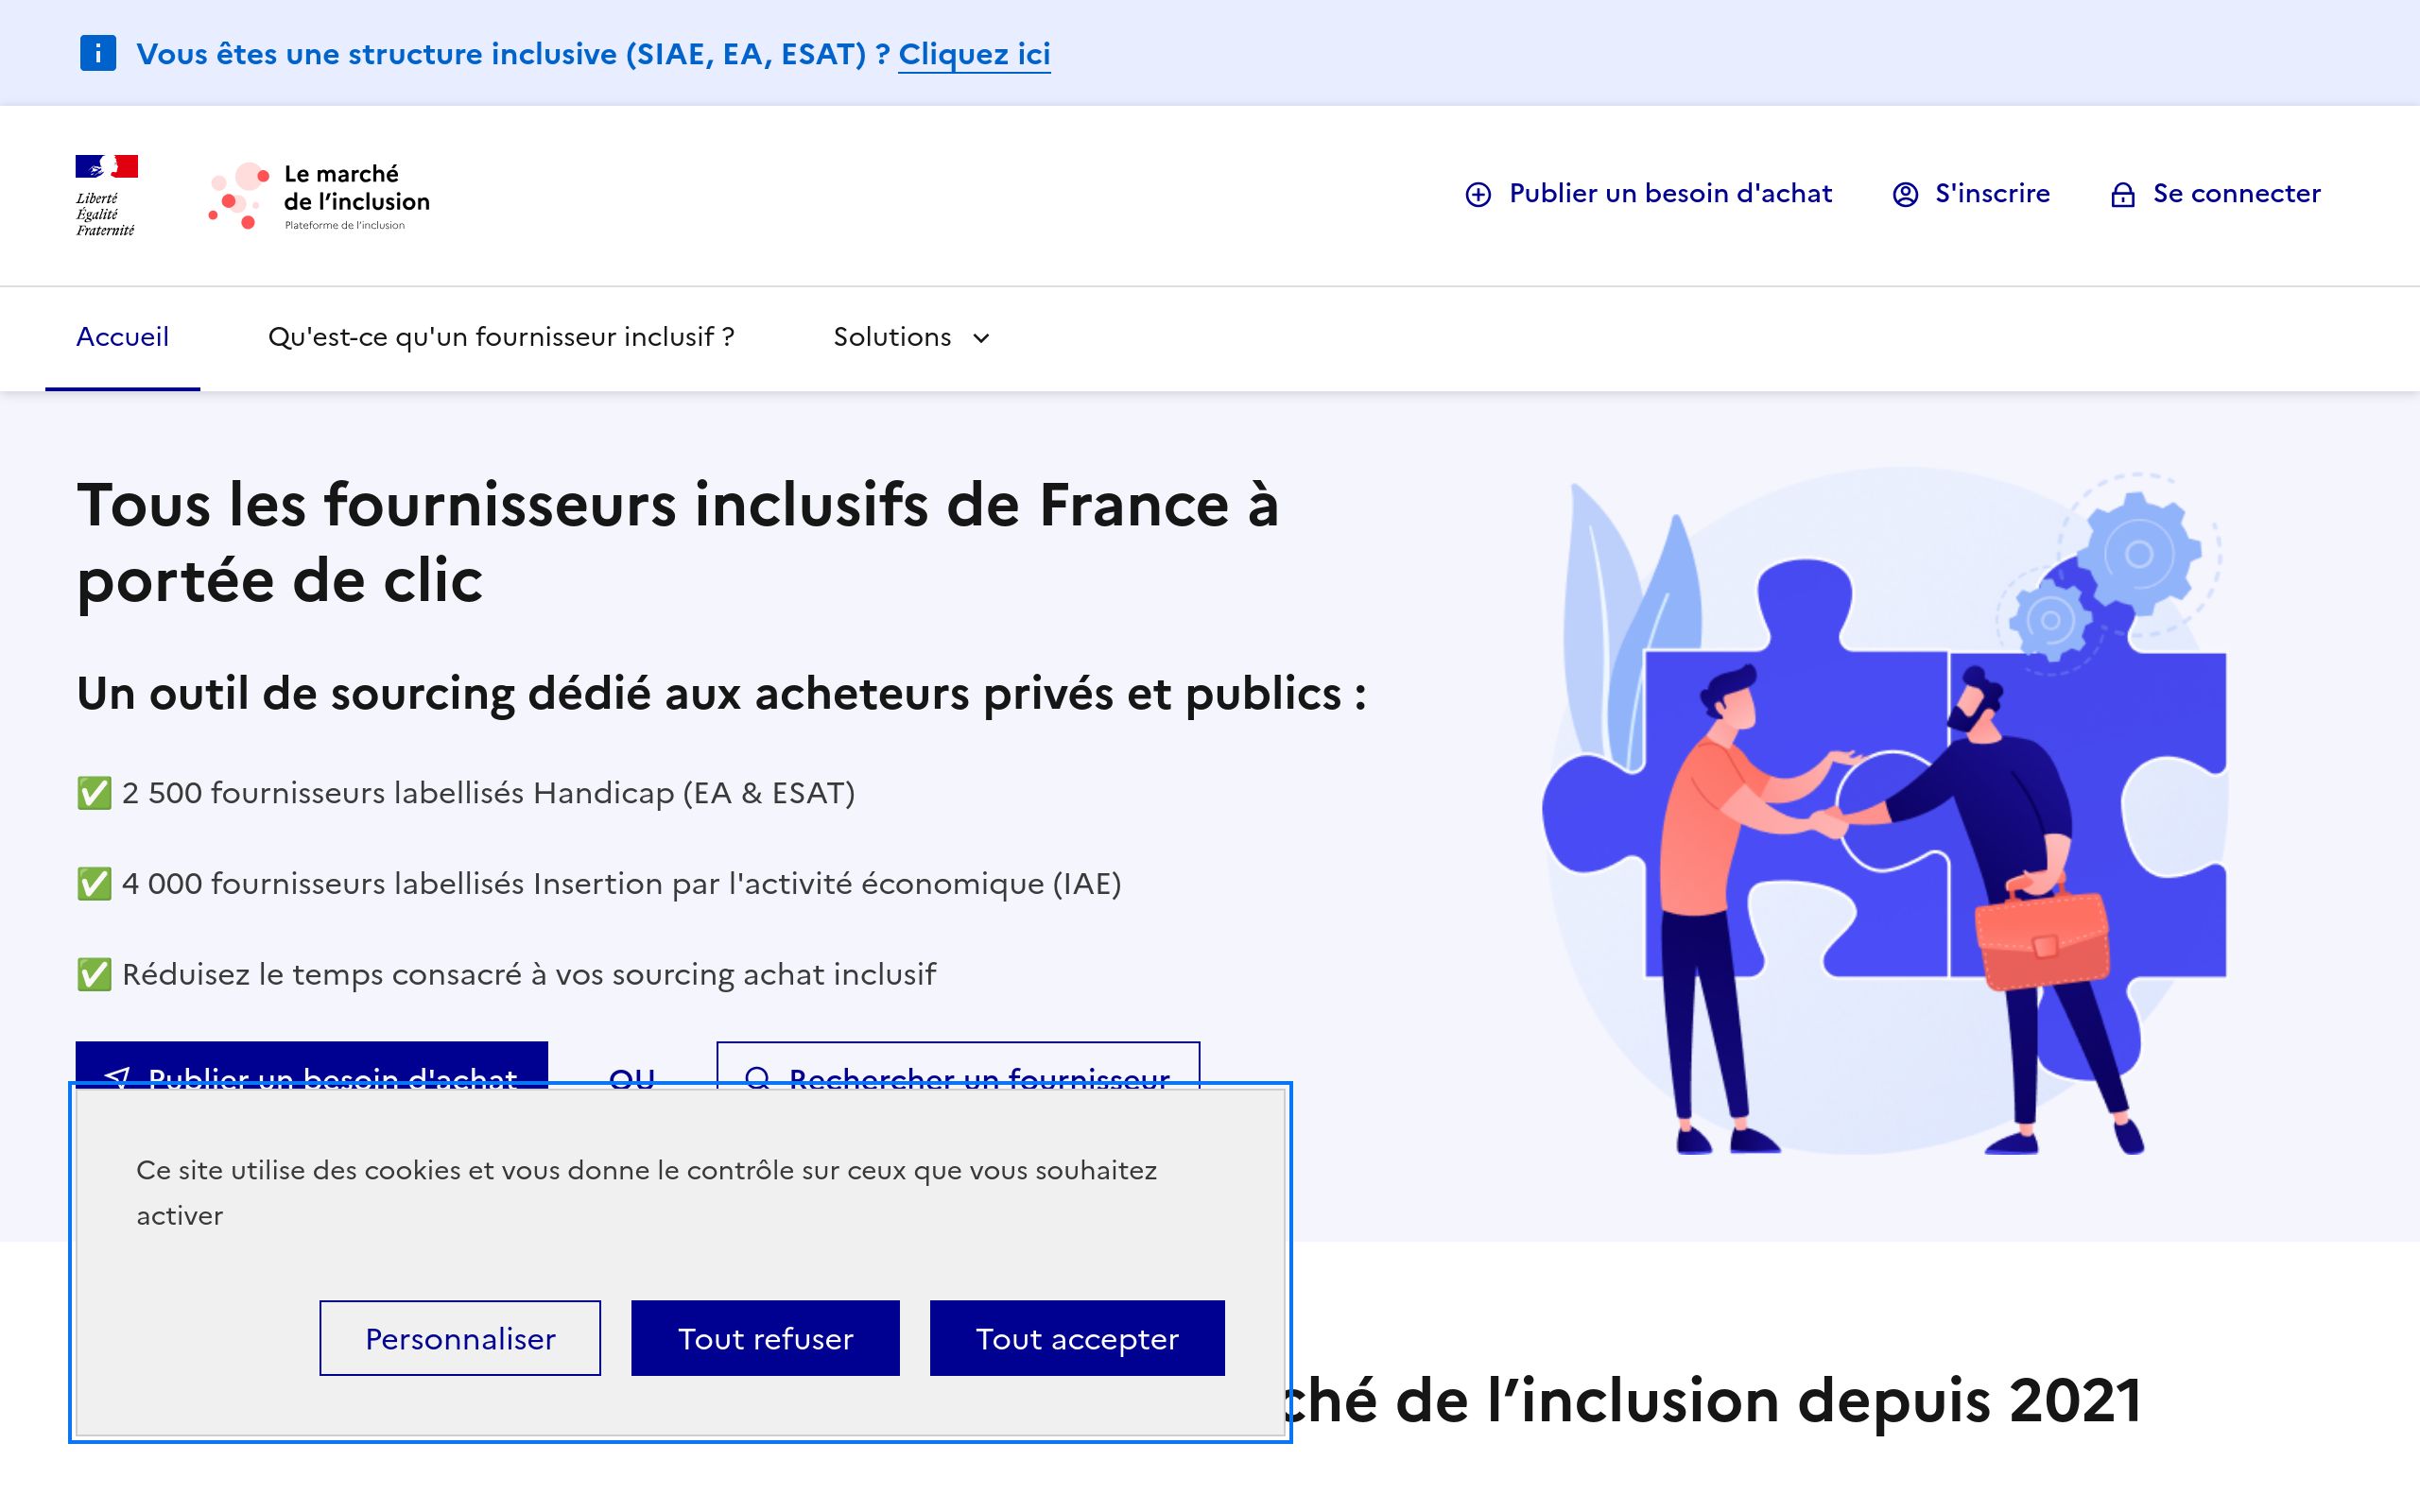 Vous êtes une structure inclusive (SIAE, EA, ESAT) ? Cliquez ici
Liberté
Égalité
Fraternité
Le marché
de l'inclusion
Plateforme de l'inclusion
Publier un besoin d'achat
S'inscrire
Se connecter
Accueil
Qu'est-ce qu'un fournisseur inclusif ?
Solutions
Tous les fournisseurs inclusifs de France à
portée de clic
Un outil de sourcing dédié aux acheteurs privés et publics :
✅ 2 500 fournisseurs labellisés Handicap (EA & ESAT)
✅ 4 000 fournisseurs labellisés Insertion par l'activité économique (IAE)
✅ Réduisez le temps consacré à vos sourcing achat inclusif
Publier un besoin d'achat
OU
Rechercher un fournisseur
Ce site utilise des cookies et vous donne le contrôle sur ceux que vous souhaitez
activer
Personnaliser
Tout refuser
Tout accepter
ché de l’inclusion depuis 2021